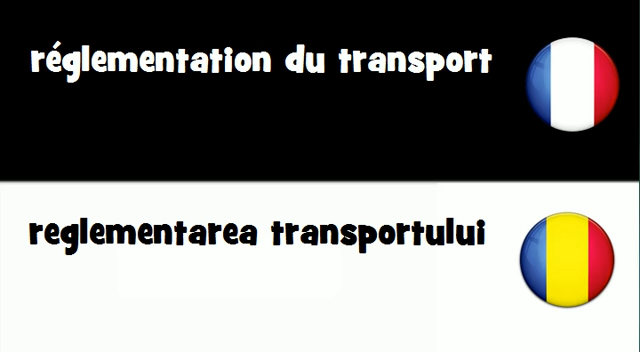 réglementation du transport
reglementarea transportului